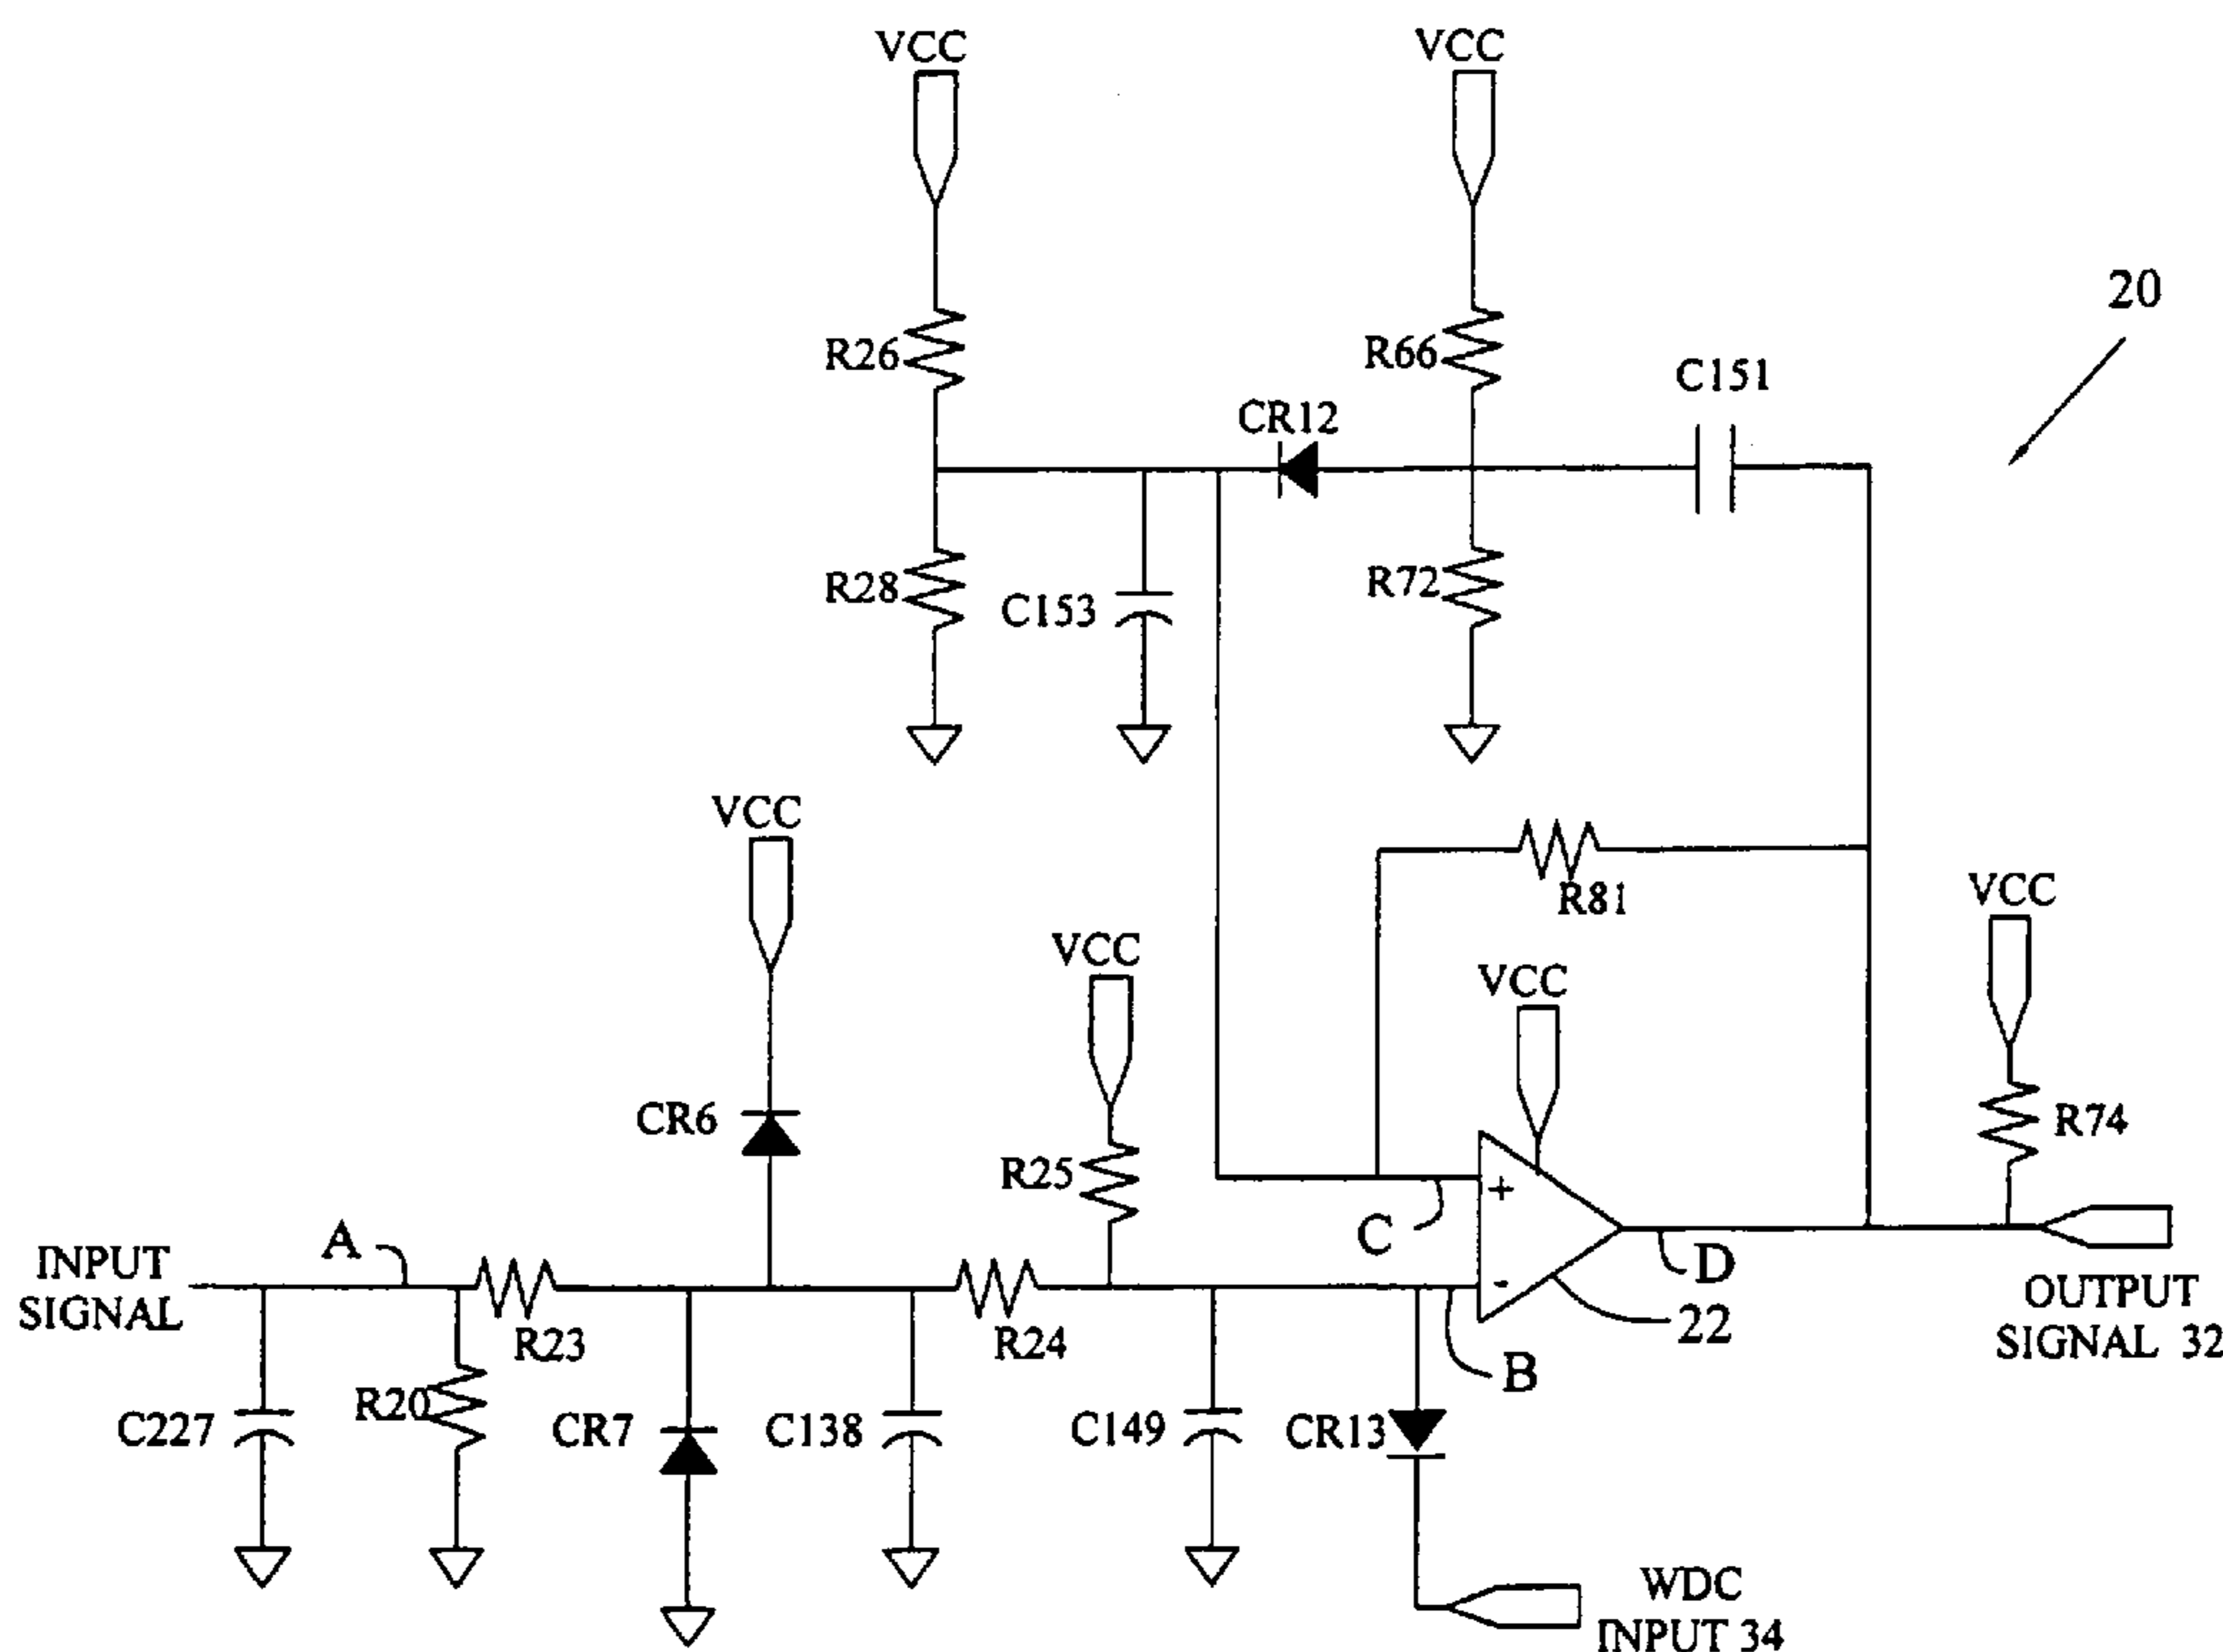 VCC
VCC
20
R26
R66
C151
CR12
R28
C153
R72
VCC
R81
VCC
VCC
VCC
CR6
R74
R25
C
A
D
INPUT
SIGNAL
R23
R24
22
OUTPUT
SIGNAL 32
B
R20
C227
CR7
C138
C149
CR13
WDC
INPUT 34
+
-